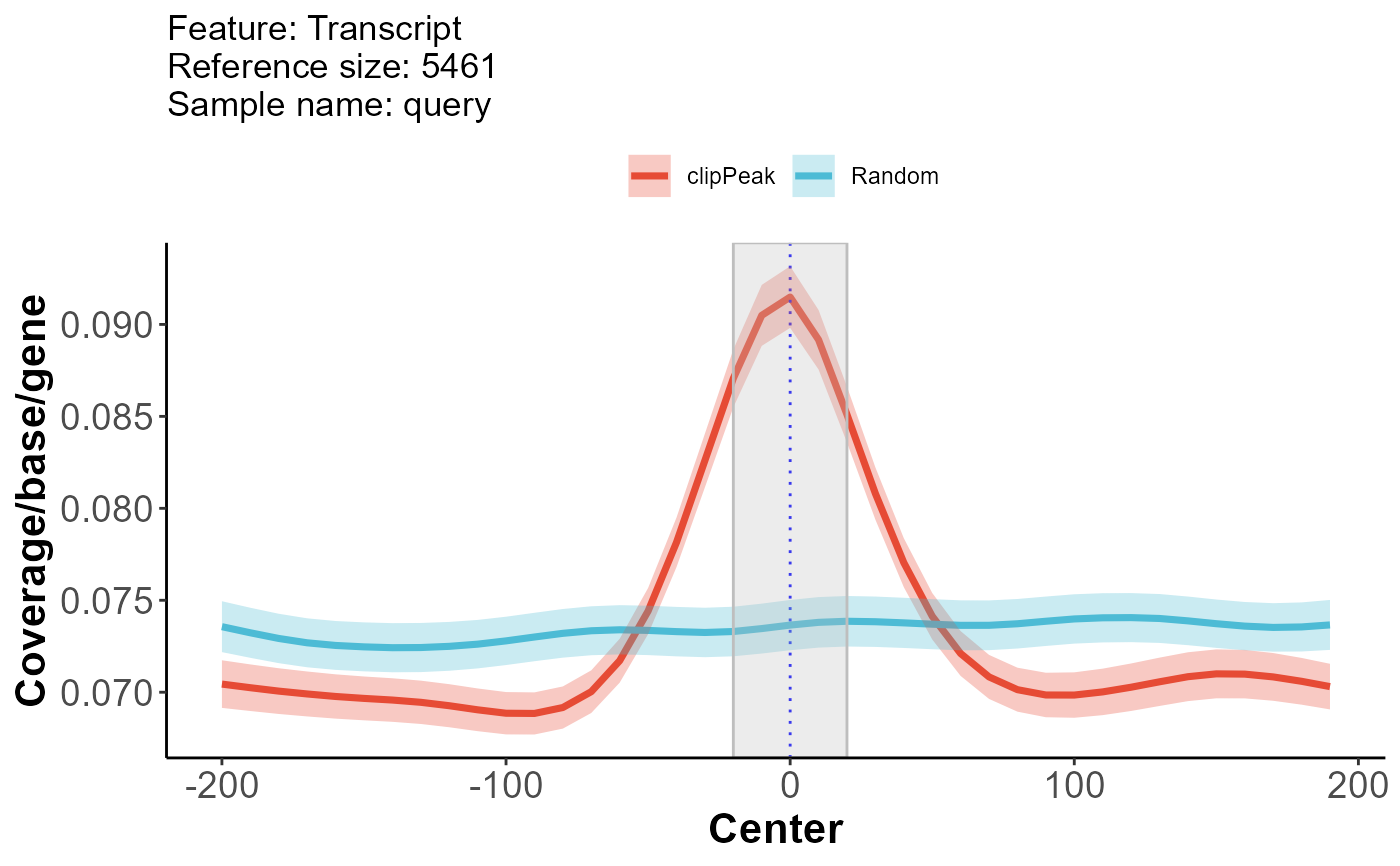 Feature: Transcript
Reference size: 5461
Sample name: query
clipPeak Random
Coverage/base/gene
0.090
0.085
0.080
0.075
0.070
-200 -100 0 100 200
Center